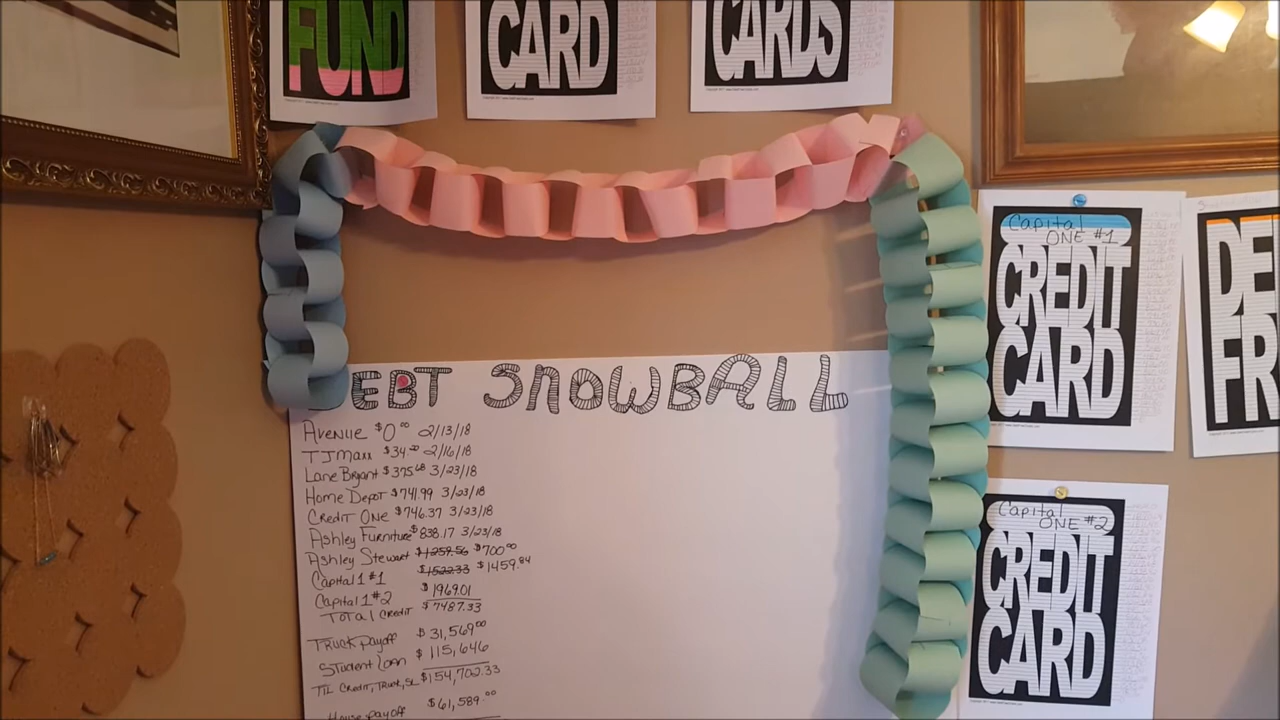 FUND
CARD
CARDS
Capital
ONE #1
CREDIT
CARD
DE
FR
EBT SNOWBALL
Avenue $0.00 2/13/18
TJMaxx $34 2/16/18
Lane Bryant $375.68 3/23/18
Home Depot $741.99 3/23/18
Credit One $746.37 3/23/18
Ashley Furniture $838.17 3/23/18
Ashley Stewart $1259.56 $700.00
Capital 1 #1 $1522.33 $1459.84
Capital 1 #2 $1969.01
Total Credit $7487.33
Truck Payoff $31,569.00
Student Loan $115,646
TTL Credit, Truck, SL $154,702.33
House Payoff $61,589.00
Capital
ONE #2
CREDIT
CARD